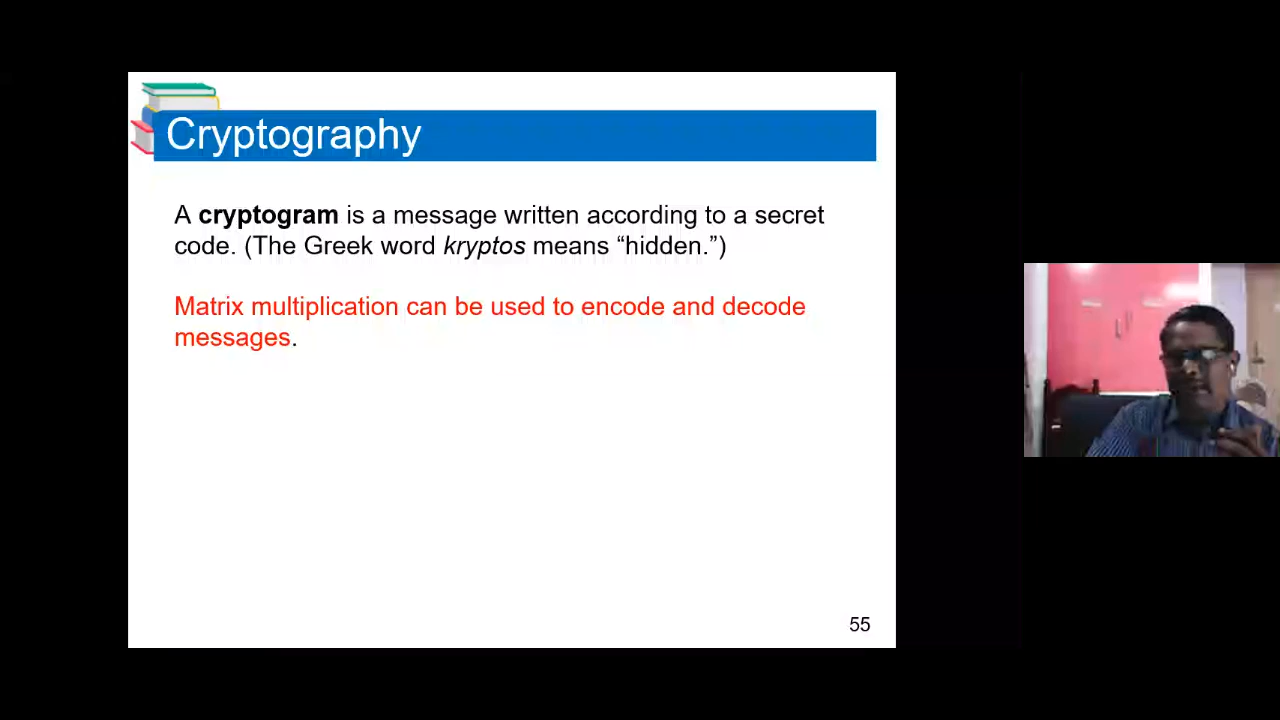 Cryptography
A cryptogram is a message written according to a secret
code. (The Greek word kryptos means “hidden.”)
Matrix multiplication can be used to encode and decode
messages.
55